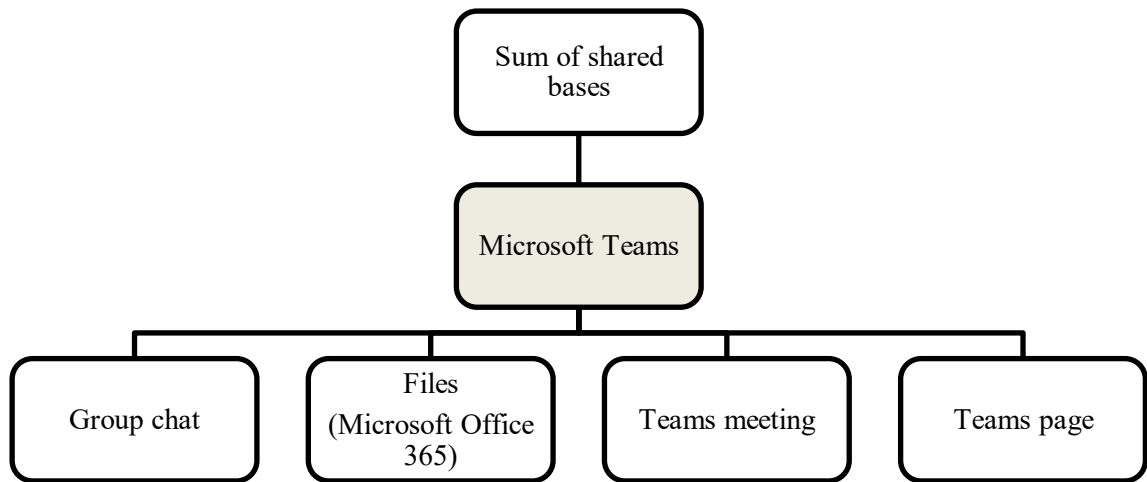 Sum of shared
bases
Microsoft Teams
Group chat
Files
(Microsoft Office
365)
Teams meeting
Teams page